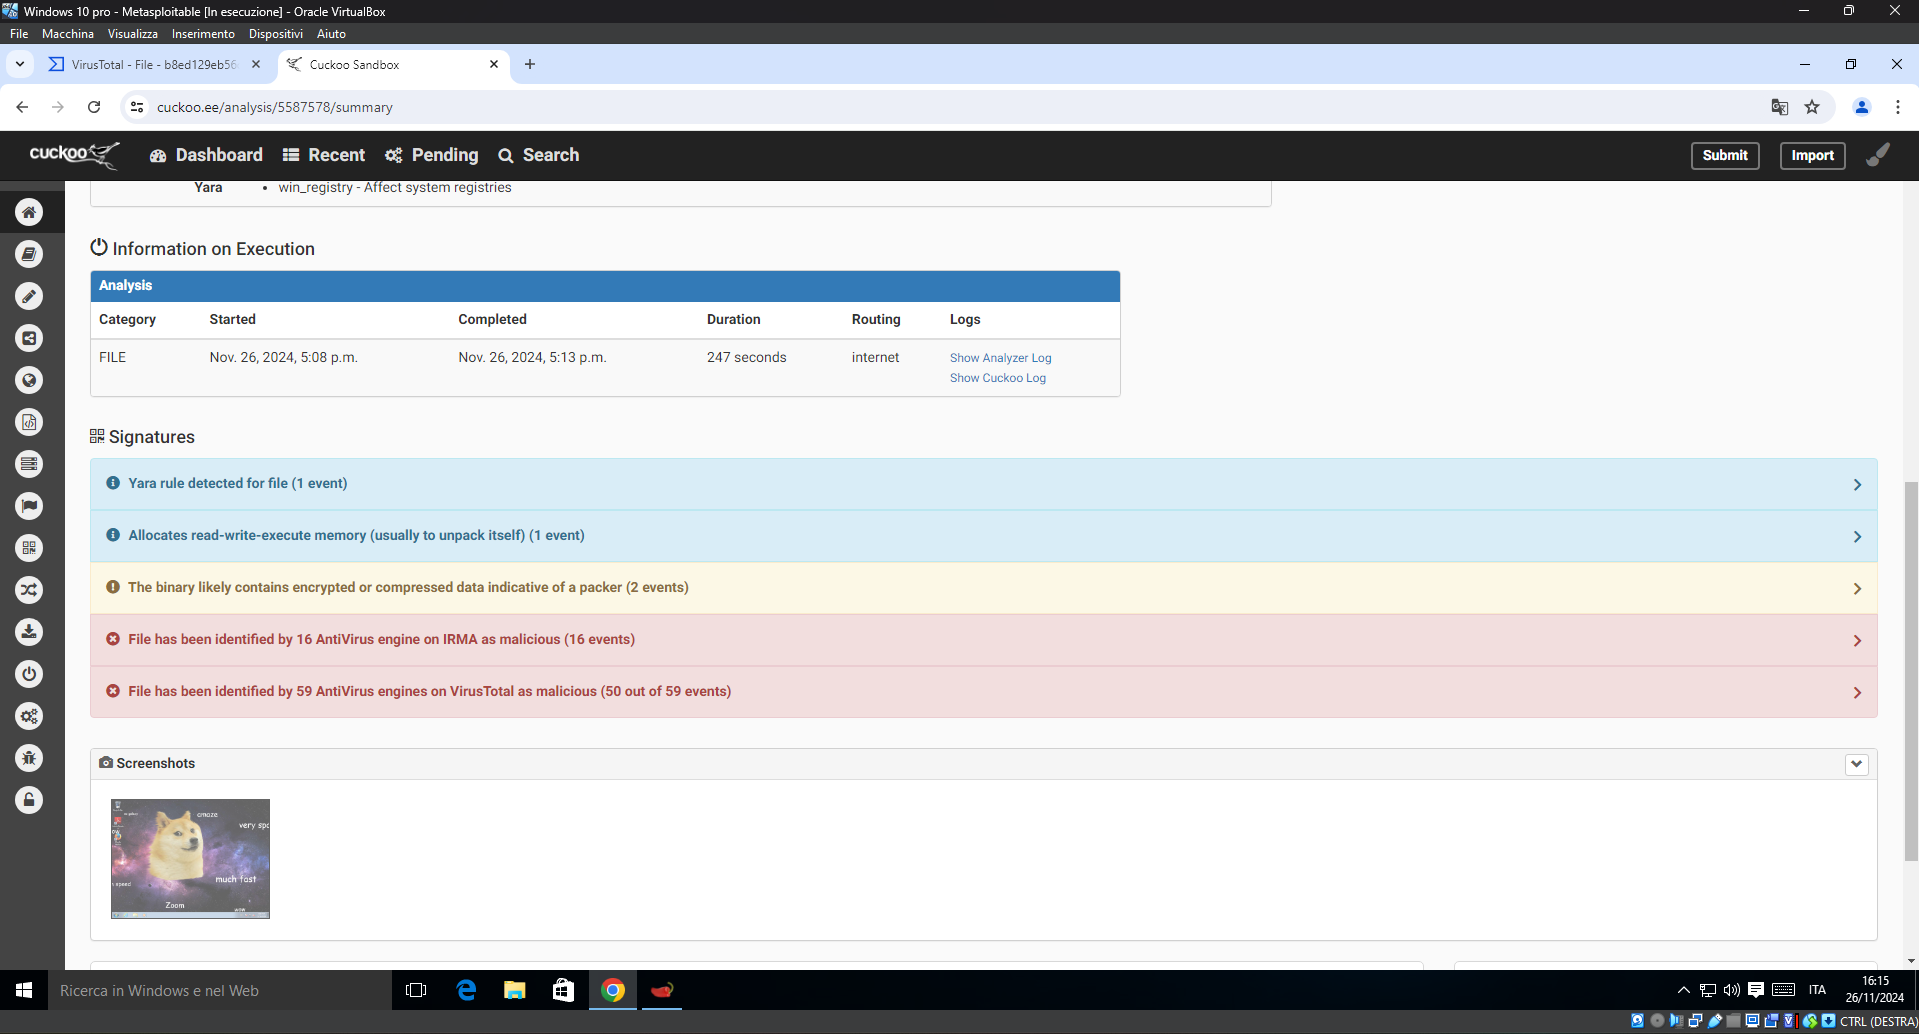 Windows 10 pro - Metasploitable [In esecuzione] - Oracle VirtualBox
File Macchina Visualizza Inserimento Dispositivi Aiuto
VirusTotal - File - b8ed129eb56
Cuckoo Sandbox
cuckoo.ee/analysis/5587578/summary
cuckoo Dashboard Recent Pending Search Submit Import
Yara • win_registry - Affect system registries
Information on Execution
Analysis
Category Started Completed Duration Routing Logs
FILE Nov. 26, 2024, 5:08 p.m. Nov. 26, 2024, 5:13 p.m. 247 seconds internet Show Analyzer Log
Show Cuckoo Log
Signatures
Yara rule detected for file (1 event)
Allocates read-write-execute memory (usually to unpack itself) (1 event)
The binary likely contains encrypted or compressed data indicative of a packer (2 events)
File has been identified by 16 AntiVirus engine on IRMA as malicious (16 events)
File has been identified by 59 AntiVirus engines on VirusTotal as malicious (50 out of 59 events)
Screenshots
amaze
very spa
much fast
n speed
Zoom
wow
Ricerca in Windows e nel Web
ITA
16:15
26/11/2024
CTRL (DESTRA)